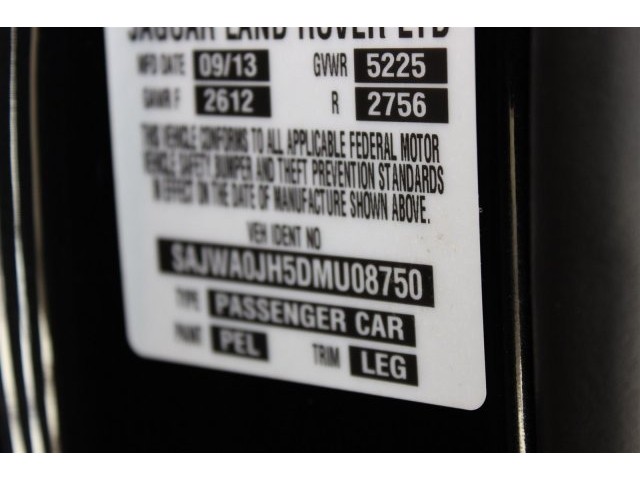 JAGUAR LAND ROVER LTD
MFD DATE 09/13 GVWR 5225
GAWR F 2612 R 2756
THIS VEHICLE CONFORMS TO ALL APPLICABLE FEDERAL MOTOR
VEHICLE SAFETY, BUMPER AND THEFT PREVENTION STANDARDS
IN EFFECT ON THE DATE OF MANUFACTURE SHOWN ABOVE.
VEH IDENT NO
SAJWA0JH5DMU08750
TYPE PASSENGER CAR
PAINT PEL TRIM LEG